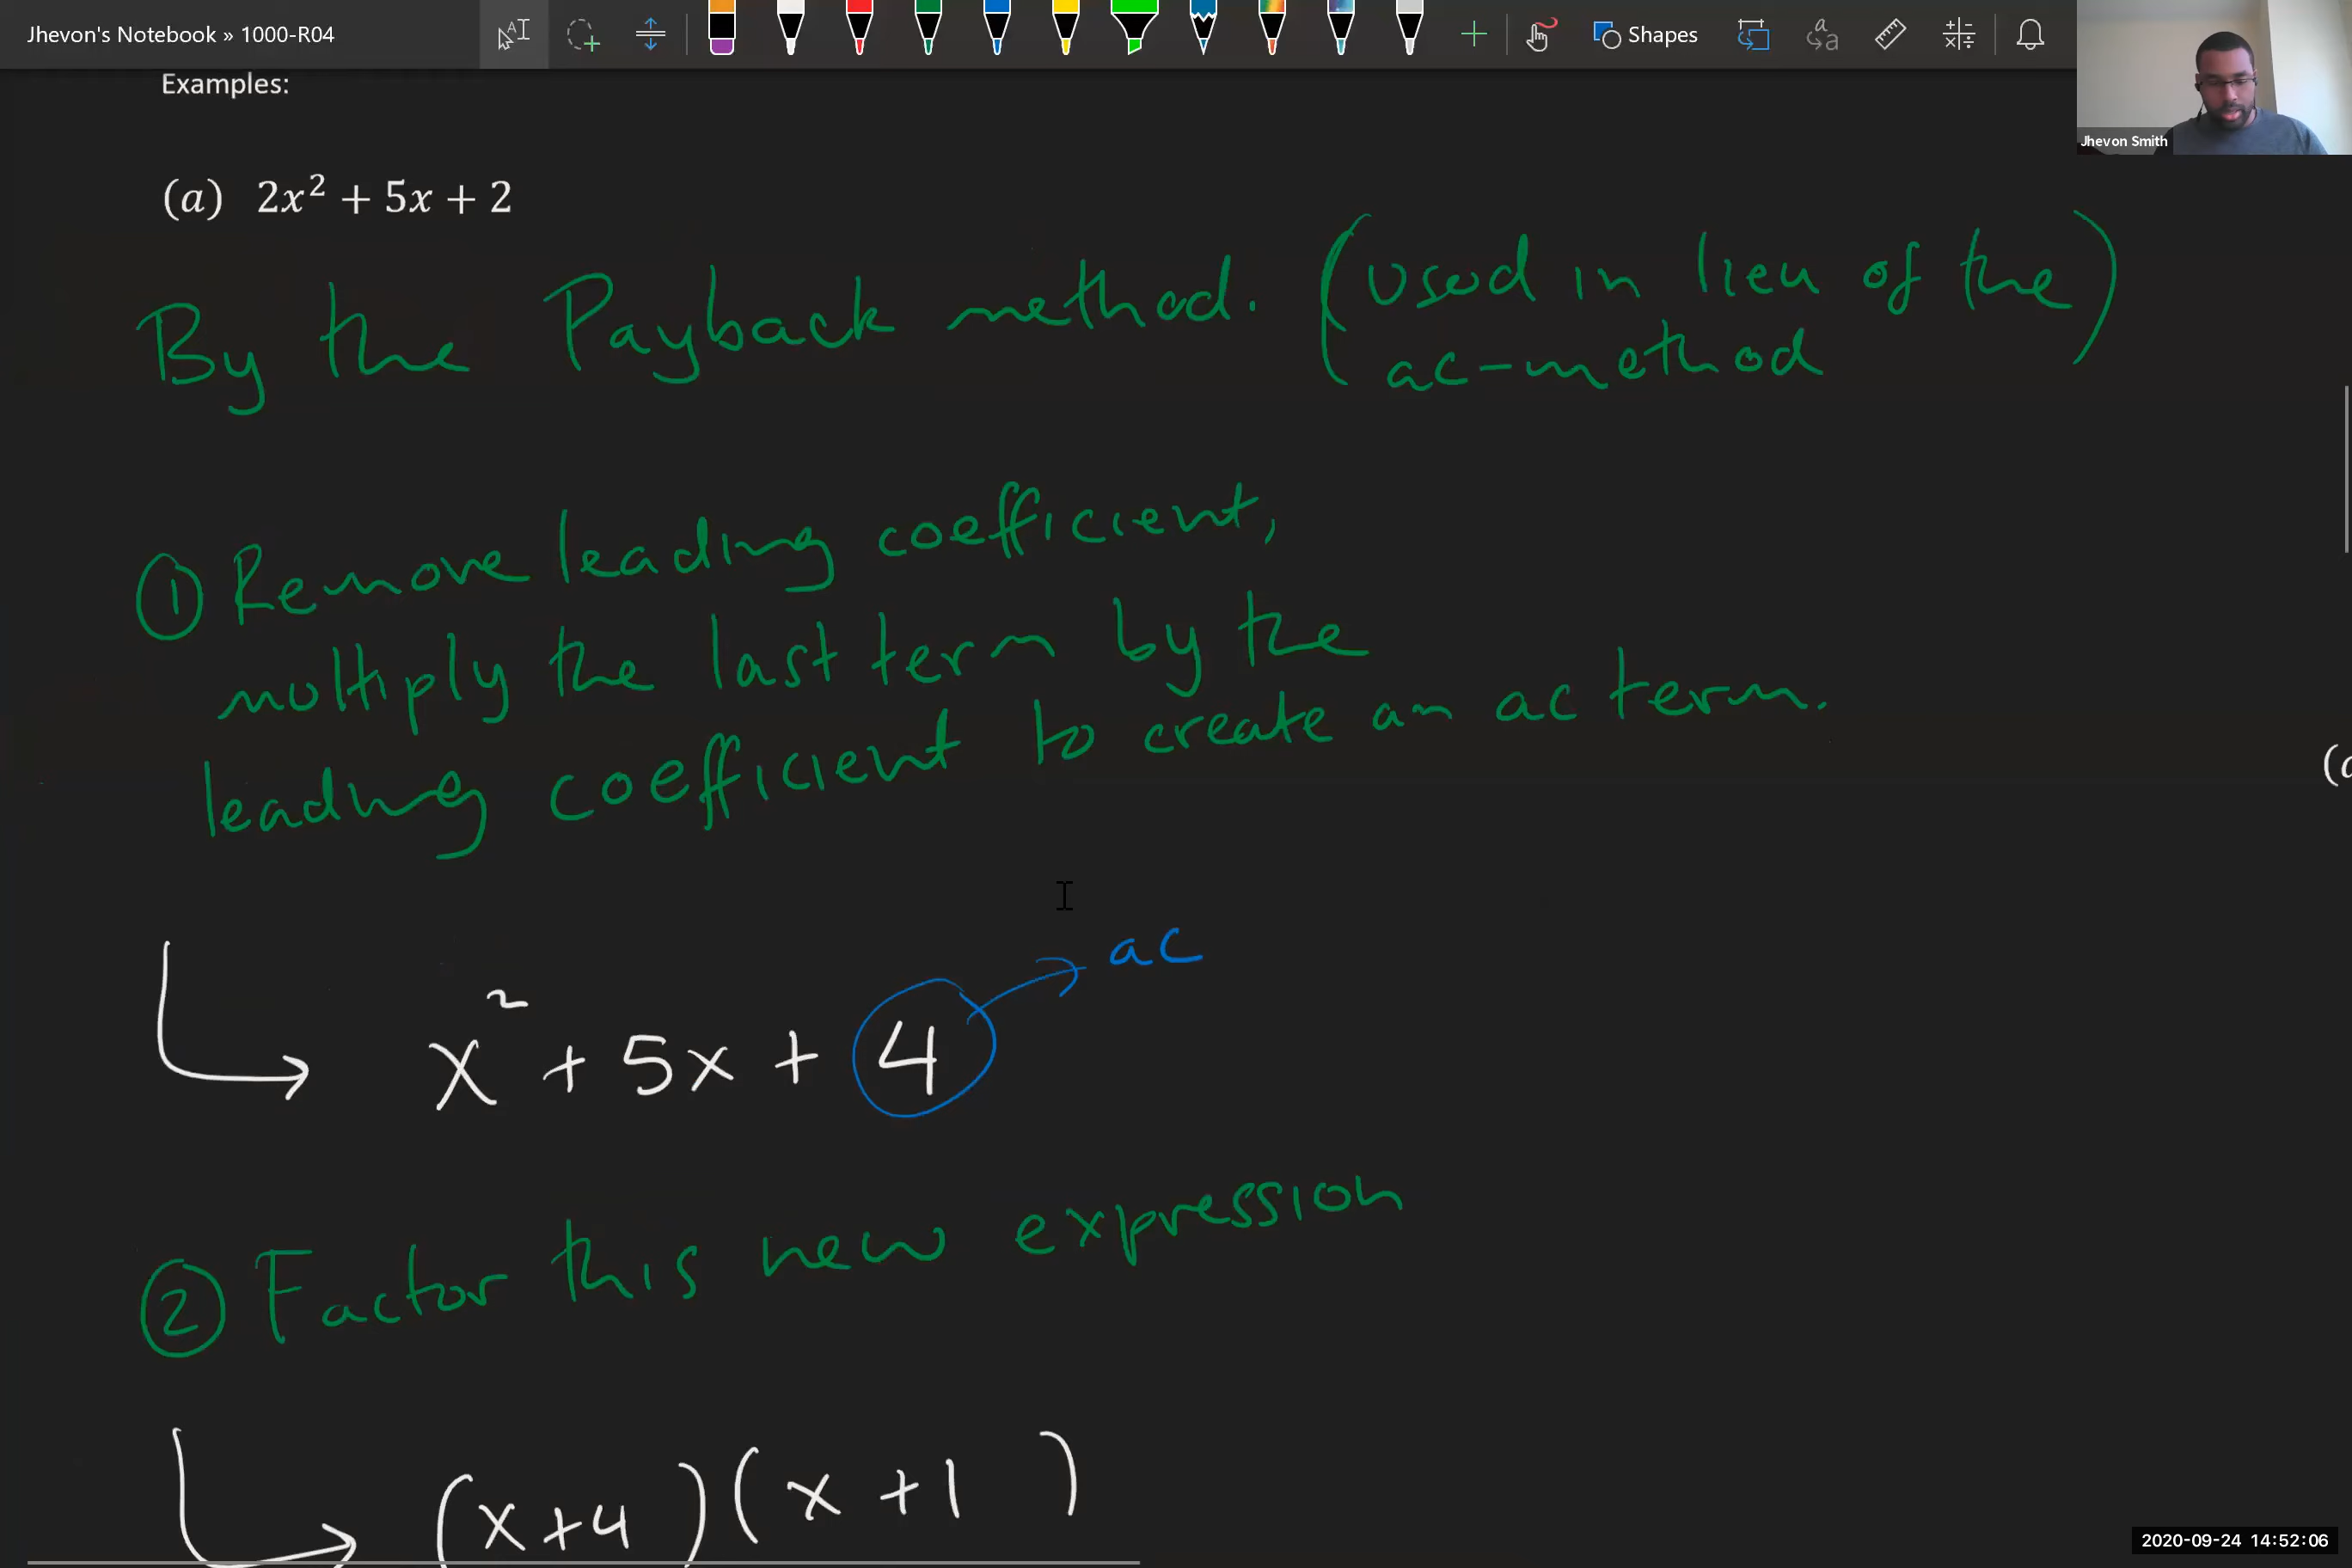 Jhevon's Notebook » 1000-R04
Shapes
Jhevon Smith
Examples:
(a) 2x² + 5x + 2
By the Payback method. (Used in lieu of the
ac-method)
① Remove leading coefficient,
multiply the last term by the
leading coefficient to create an ac term.
ac
x² + 5x + 4
② Factor this new expression
(x+4)(x+1)
2020-09-24 14:52:06